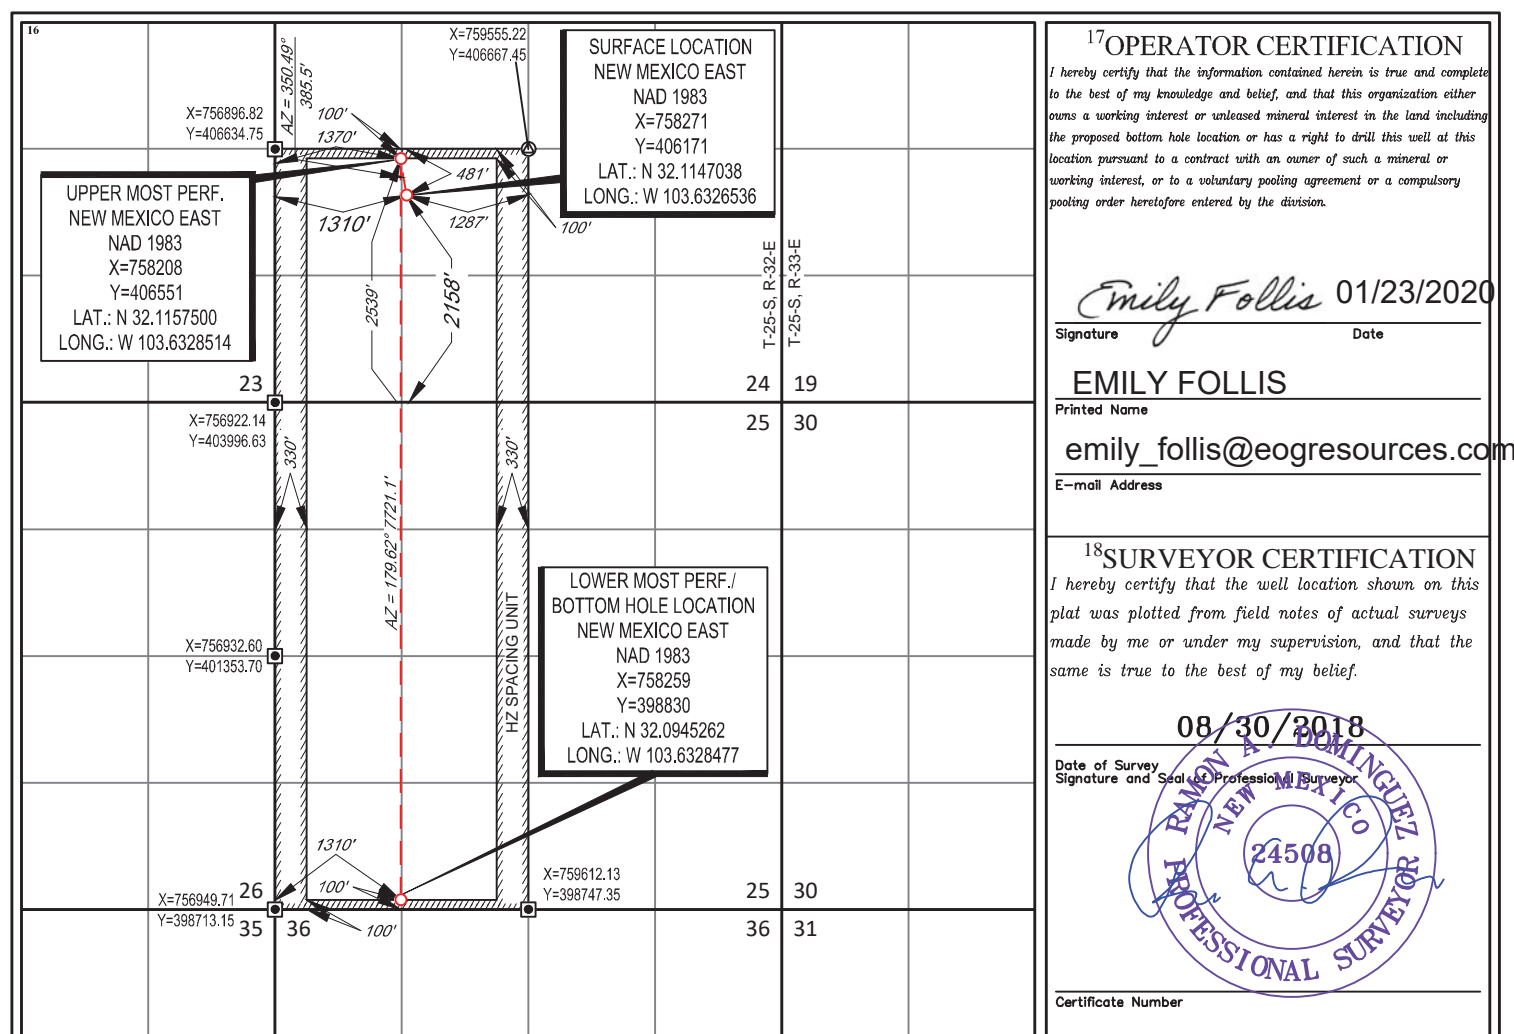 16
X=759555.22
Y=406667.45
AZ = 350.49°
385.5'
X=756896.82
Y=406634.75
100'
1370'
SURFACE LOCATION
NEW MEXICO EAST
NAD 1983
X=758271
Y=406171
LAT.: N 32.1147038
LONG.: W 103.6326536
UPPER MOST PERF.
NEW MEXICO EAST
NAD 1983
X=758208
Y=406551
LAT.: N 32.1157500
LONG.: W 103.6328514
481'
1310'
1287'
100'
2539'
2158'
T-25-S, R-32-E
T-25-S, R-33-E
23
24 19
25 30
X=756922.14
Y=403996.63
330'
330'
AZ = 179.62° 7721.1'
HZ SPACING UNIT
LOWER MOST PERF./
BOTTOM HOLE LOCATION
NEW MEXICO EAST
NAD 1983
X=758259
Y=398830
LAT.: N 32.0945262
LONG.: W 103.6328477
X=756932.60
Y=401353.70
1310'
100'
X=759612.13
Y=398747.35
X=756949.71
Y=398713.15
26
25 30
35 36
100'
36 31
17OPERATOR CERTIFICATION
I hereby certify that the information contained herein is true and complete
to the best of my knowledge and belief, and that this organization either
owns a working interest or unleased mineral interest in the land including
the proposed bottom hole location or has a right to drill this well at this
location pursuant to a contract with an owner of such a mineral or
working interest, or to a voluntary pooling agreement or a compulsory
pooling order heretofore entered by the division.
Emily Follis 01/23/2020
Signature Date
EMILY FOLLIS
Printed Name
emily_follis@eogresources.com
E-mail Address
18SURVEYOR CERTIFICATION
I hereby certify that the well location shown on this
plat was plotted from field notes of actual surveys
made by me or under my supervision, and that the
same is true to the best of my belief.
08/30/2018
Date of Survey
Signature and Seal of Professional Surveyor
RAMON A. DOMINGUEZ
NEW MEXICO
24508
PROFESSIONAL SURVEYOR
Certificate Number